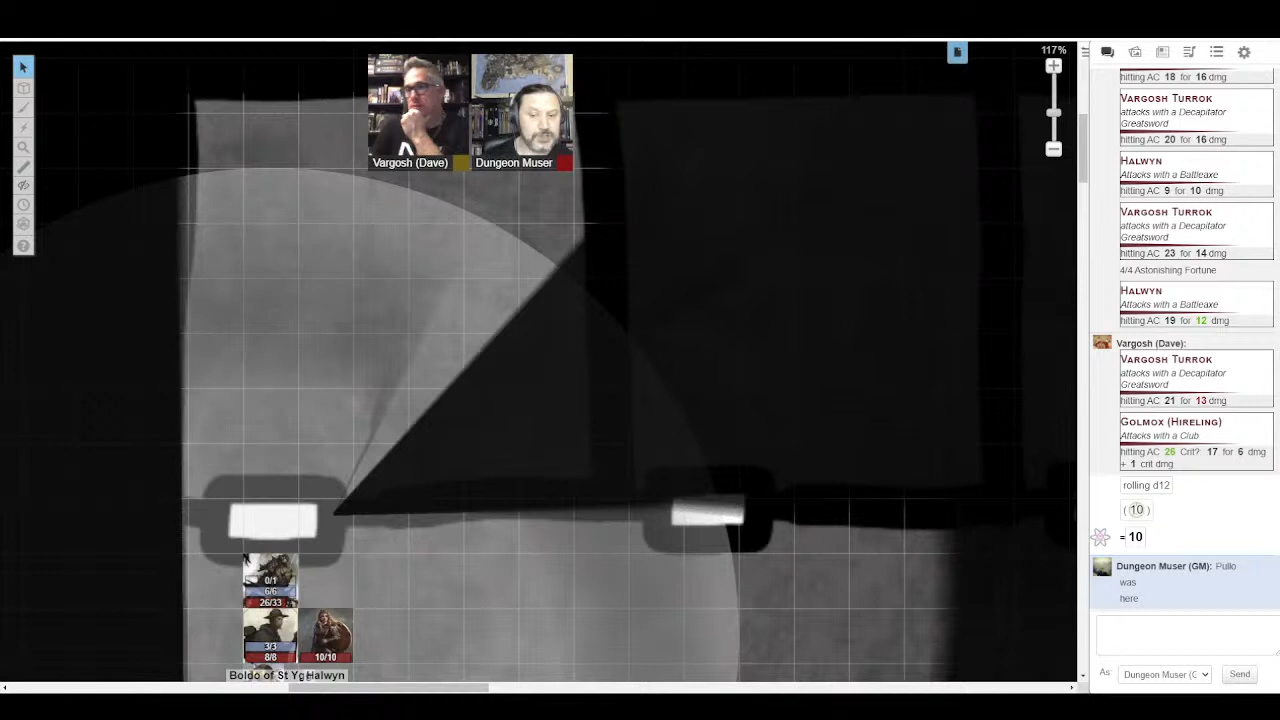 117%
Vargosh (Dave)
Dungeon Muser
0/1
6/6
26/33
3/3
8/8
10/10
Boldo of St Yg
Halwyn
hitting AC 18 for 16 dmg
Vargosh Turrok
attacks with a Decapitator
Greatsword
hitting AC 20 for 16 dmg
Halwyn
Attacks with a Battleaxe
hitting AC 9 for 10 dmg
Vargosh Turrok
attacks with a Decapitator
Greatsword
hitting AC 23 for 14 dmg
4/4 Astonishing Fortune
Halwyn
Attacks with a Battleaxe
hitting AC 19 for 12 dmg
Vargosh (Dave):
Vargosh Turrok
attacks with a Decapitator
Greatsword
hitting AC 21 for 13 dmg
Golmox (Hireling)
Attacks with a Club
hitting AC 26 Crit?: 17 for 6 dmg
+ 1 crit dmg
rolling d12
(10)
=10
Dungeon Muser (GM): Pullo
was
here
As:
Dungeon Muser (G
Send